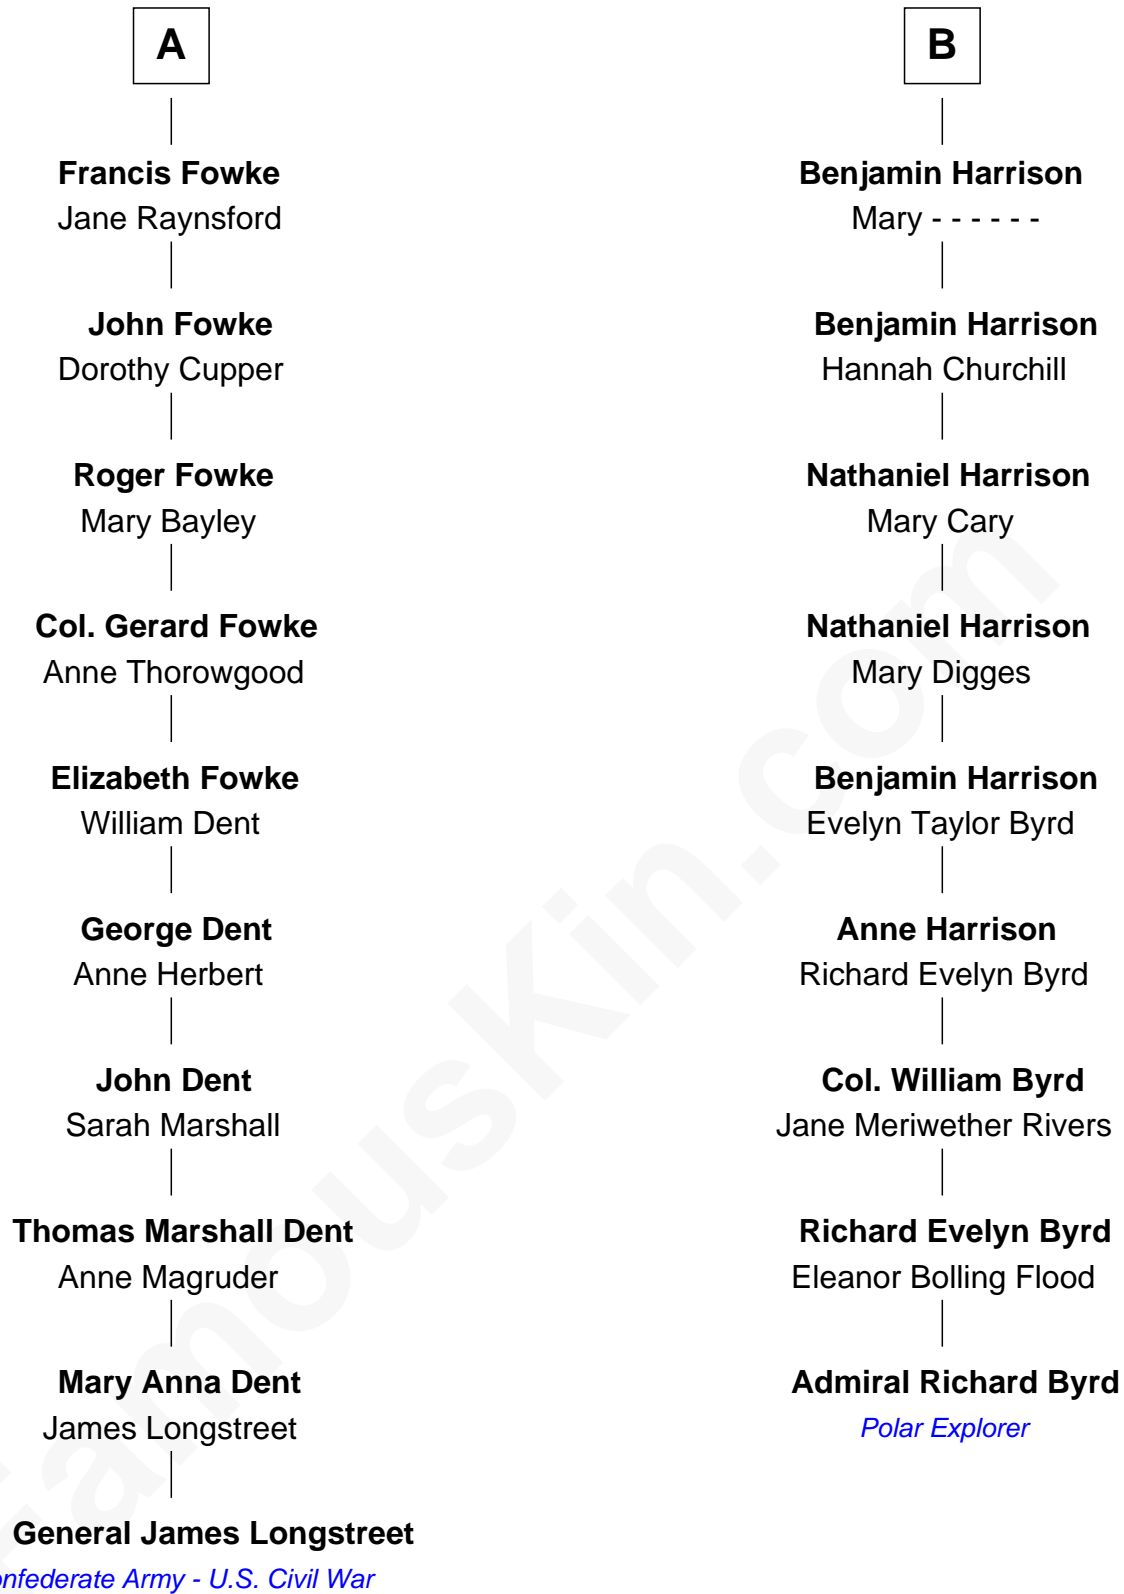 A
Francis Fowke
Jane Raynsford
John Fowke
Dorothy Cupper
Roger Fowke
Mary Bayley
Col. Gerard Fowke
Anne Thorowgood
Elizabeth Fowke
William Dent
George Dent
Anne Herbert
John Dent
Sarah Marshall
Thomas Marshall Dent
Anne Magruder
Mary Anna Dent
James Longstreet
General James Longstreet
onfederate Army - U.S. Civil War
B
Benjamin Harrison
Mary - - - - - -
Benjamin Harrison
Hannah Churchill
Nathaniel Harrison
Mary Cary
Nathaniel Harrison
Mary Digges
Benjamin Harrison
Evelyn Taylor Byrd
Anne Harrison
Richard Evelyn Byrd
Col. William Byrd
Jane Meriwether Rivers
Richard Evelyn Byrd
Eleanor Bolling Flood
Admiral Richard Byrd
Polar Explorer
FamousKin.com